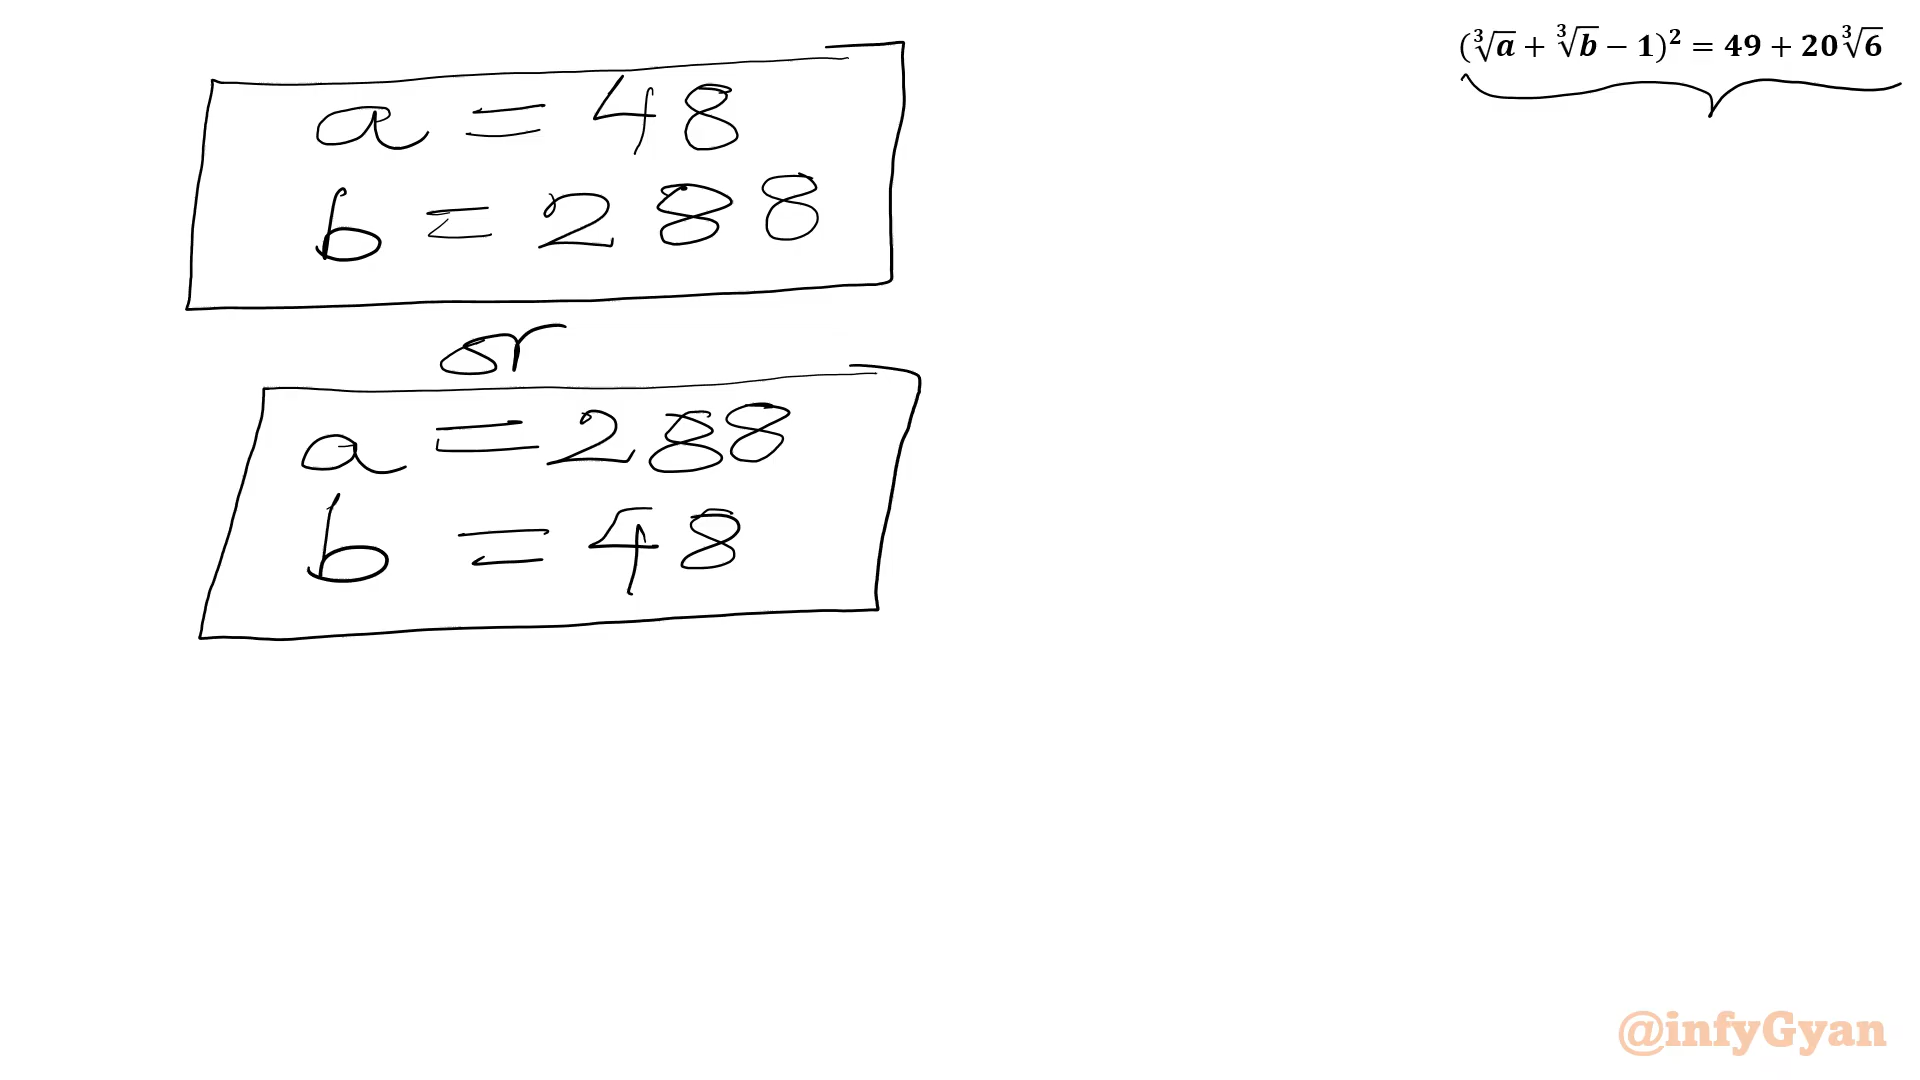 (∛a + ∛b − 1)² = 49 + 20∛6
a = 48
b = 288
or
a = 288
b = 48
@infyGyan